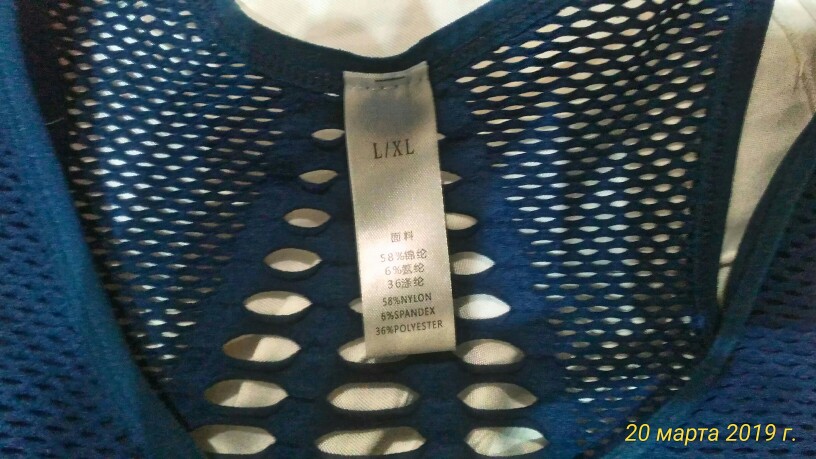 L/XL
面料
58%锦纶
6%氨纶
36涤纶
58%NYLON
6%SPANDEX
36%POLYESTER
20 марта 2019 г.